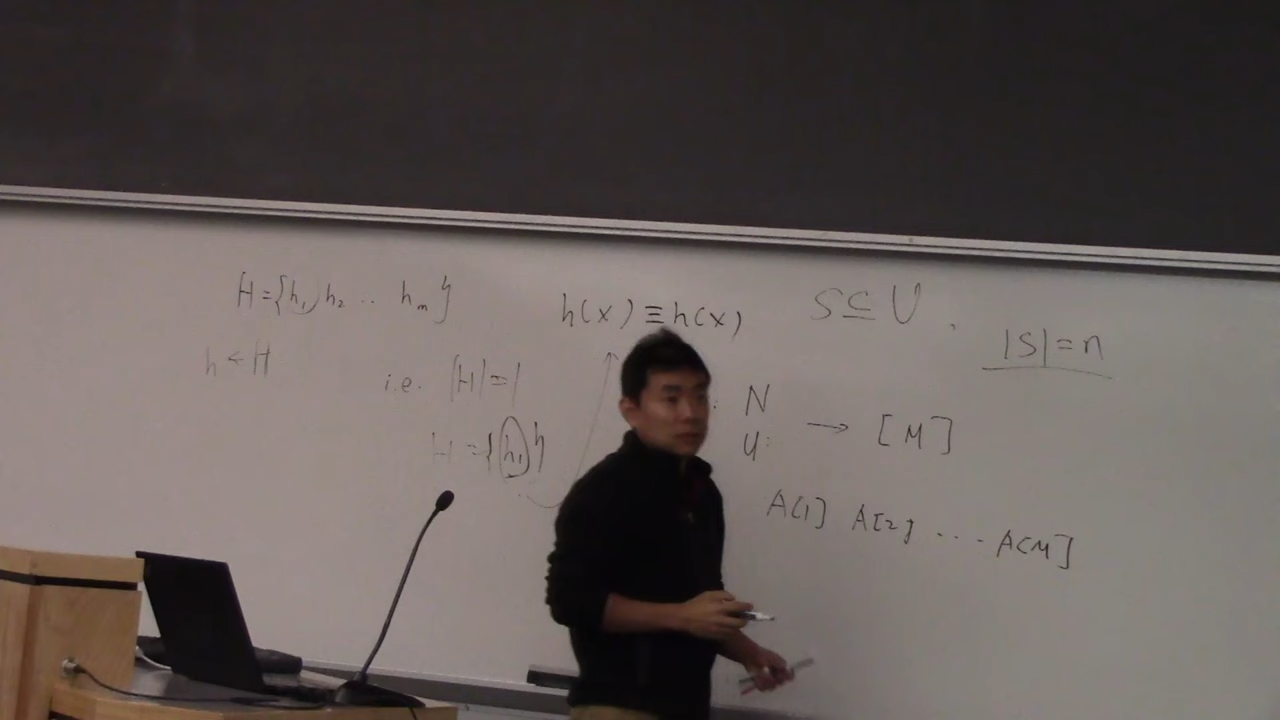 H={h₁, h₂ .. hₘ}
h ← H
i.e. |H|=1
H={h₁}
h(x) ≡ h(x)
S ⊆ U .
|S|=n
: N
U: → [M]
A[1] A[2] ... A[M]